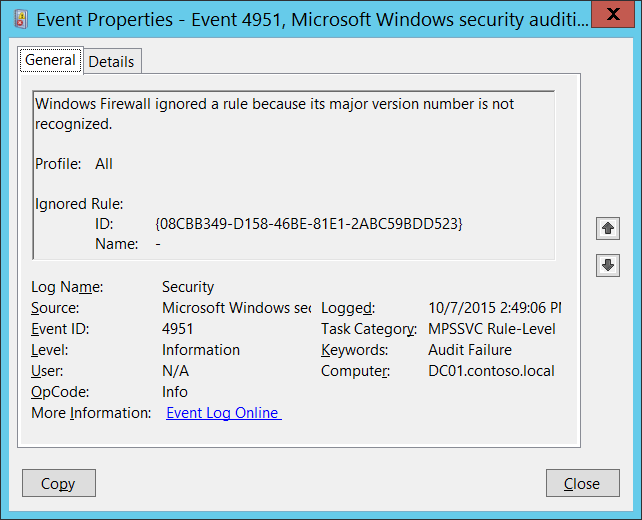 Event Properties - Event 4951, Microsoft Windows security auditi...
X
General Details
Windows Firewall ignored a rule because its major version number is not
recognized.
Profile: All
Ignored Rule:
ID: {08CBB349-D158-46BE-81E1-2ABC59BDD523}
Name: -
Log Name: Security
Source: Microsoft Windows sec Logged: 10/7/2015 2:49:06 PM
Event ID: 4951 Task Category: MPSSVC Rule-Level
Level: Information Keywords: Audit Failure
User: N/A Computer: DC01.contoso.local
OpCode: Info
More Information: Event Log Online
Copy Close